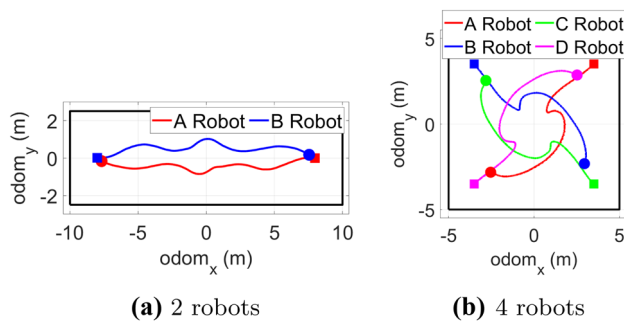 A Robot B Robot
2
0
-2
odom_y (m)
-10 -5 0 5 10
odom_x (m)
(a) 2 robots
A Robot C Robot
B Robot D Robot
5
0
-5
odom_y (m)
-5 0 5
odom_x (m)
(b) 4 robots